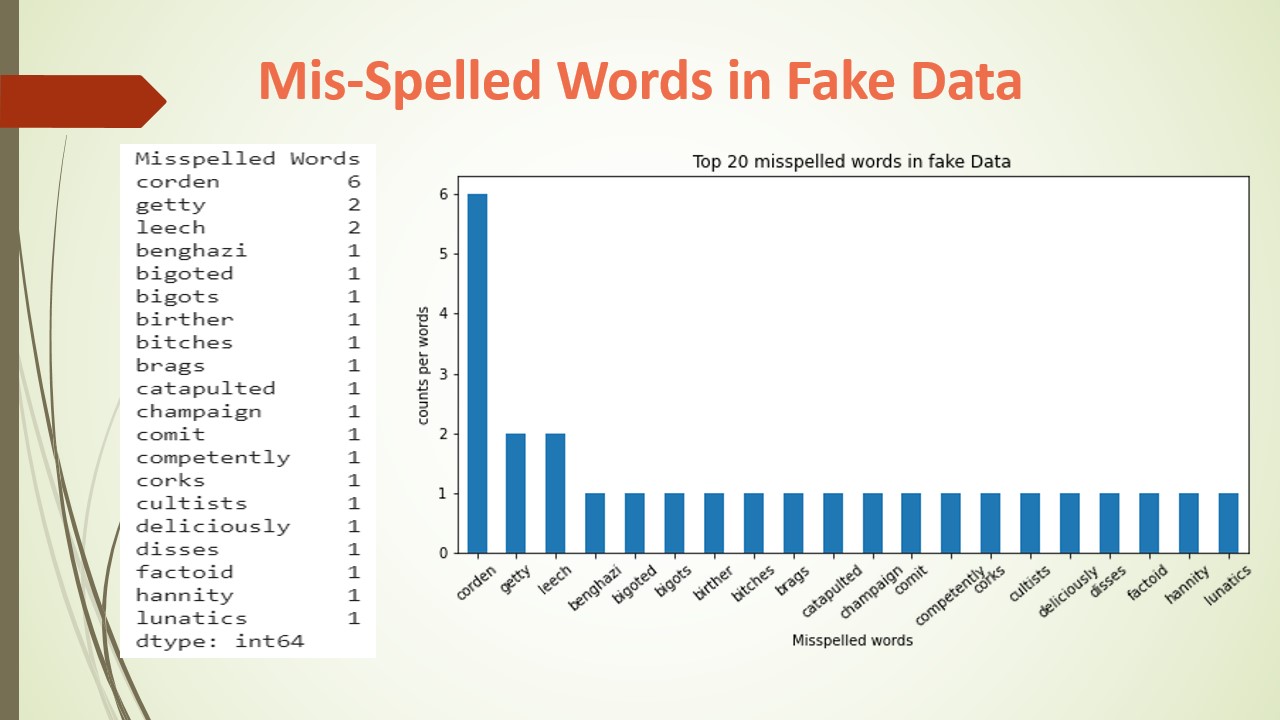 Mis-Spelled Words in Fake Data
Misspelled Words
corden 6
getty 2
leech 2
benghazi 1
bigoted 1
bigots 1
birther 1
bitches 1
brags 1
catapulted 1
champaign 1
comit 1
competently 1
corks 1
cultists 1
deliciously 1
disses 1
factoid 1
hannity 1
lunatics 1
dtype: int64
Top 20 misspelled words in fake Data
counts per words
6
5
4
3
2
1
0
corden getty leech benghazi bigoted bigots birther bitches brags catapulted champaign comit competently corks cultists deliciously disses factoid hannity lunatics
Misspelled words